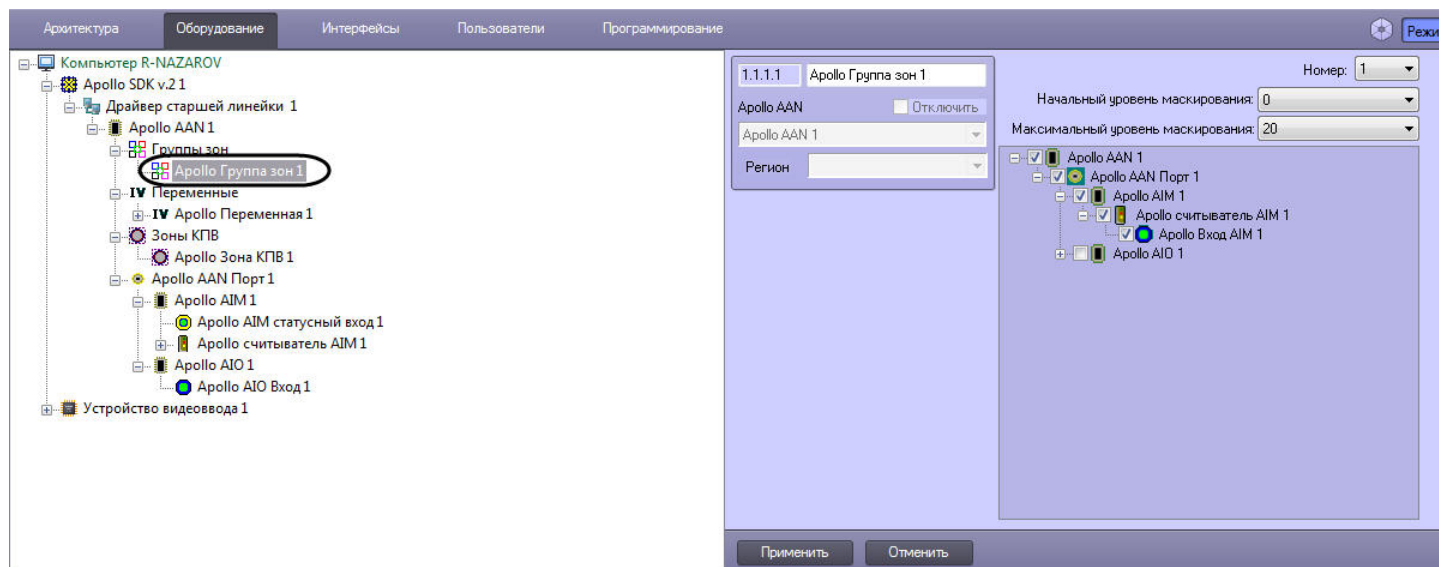 Архитектура Оборудование Интерфейсы Пользователи Программирование Режи
Компьютер R-NAZAROV
Apollo SDK v.2 1
Драйвер старшей линейки 1
Apollo AAN 1
Группы зон
Apollo Группа зон 1
IV Переменные
IV Apollo Переменная 1
Зоны КПВ
Apollo Зона КПВ 1
Apollo AAN Порт 1
Apollo AIM 1
Apollo AIM статусный вход 1
Apollo считыватель AIM 1
Apollo AIO 1
Apollo AIO Вход 1
Устройство видеоввода 1
1.1.1.1 Apollo Группа зон 1
Apollo AAN Отключить
Apollo AAN 1
Регион
Номер: 1
Начальный уровень маскирования: 0
Максимальный уровень маскирования: 20
Apollo AAN 1
Apollo AAN Порт 1
Apollo AIM 1
Apollo считыватель AIM 1
Apollo Вход AIM 1
Apollo AIO 1
Применить Отменить